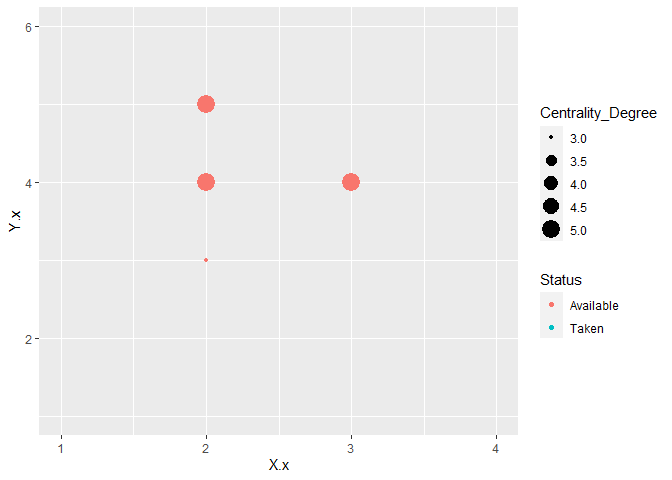 6
4
2
Y.x
1
2
3
4
X.x
Centrality_Degree
3.0
3.5
4.0
4.5
5.0
Status
Available
Taken